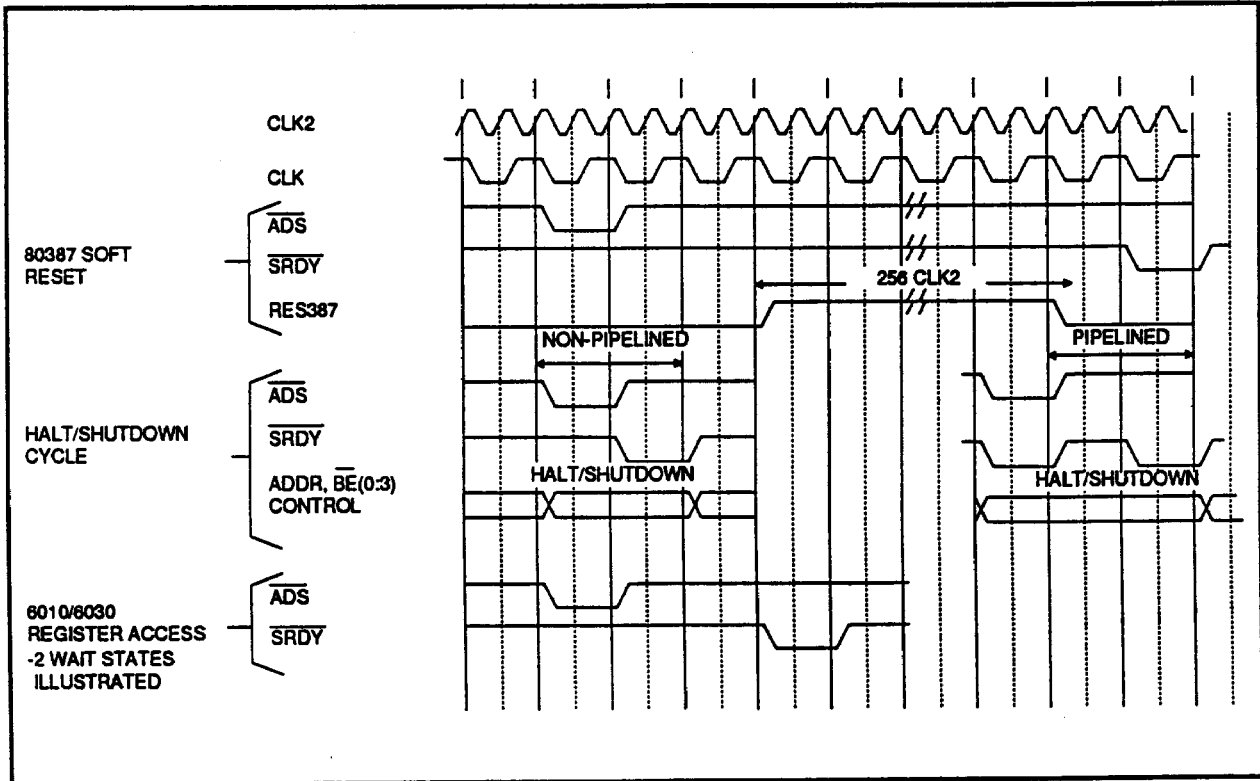 CLK2
CLK
80387 SOFT
RESET
ADS
SRDY
RES387
256 CLK2
NON-PIPELINED
PIPELINED
HALT/SHUTDOWN
CYCLE
ADS
SRDY
ADDR, BE(0:3)
CONTROL
HALT/SHUTDOWN
HALT/SHUTDOWN
6010/6030
REGISTER ACCESS
-2 WAIT STATES
ILLUSTRATED
ADS
SRDY